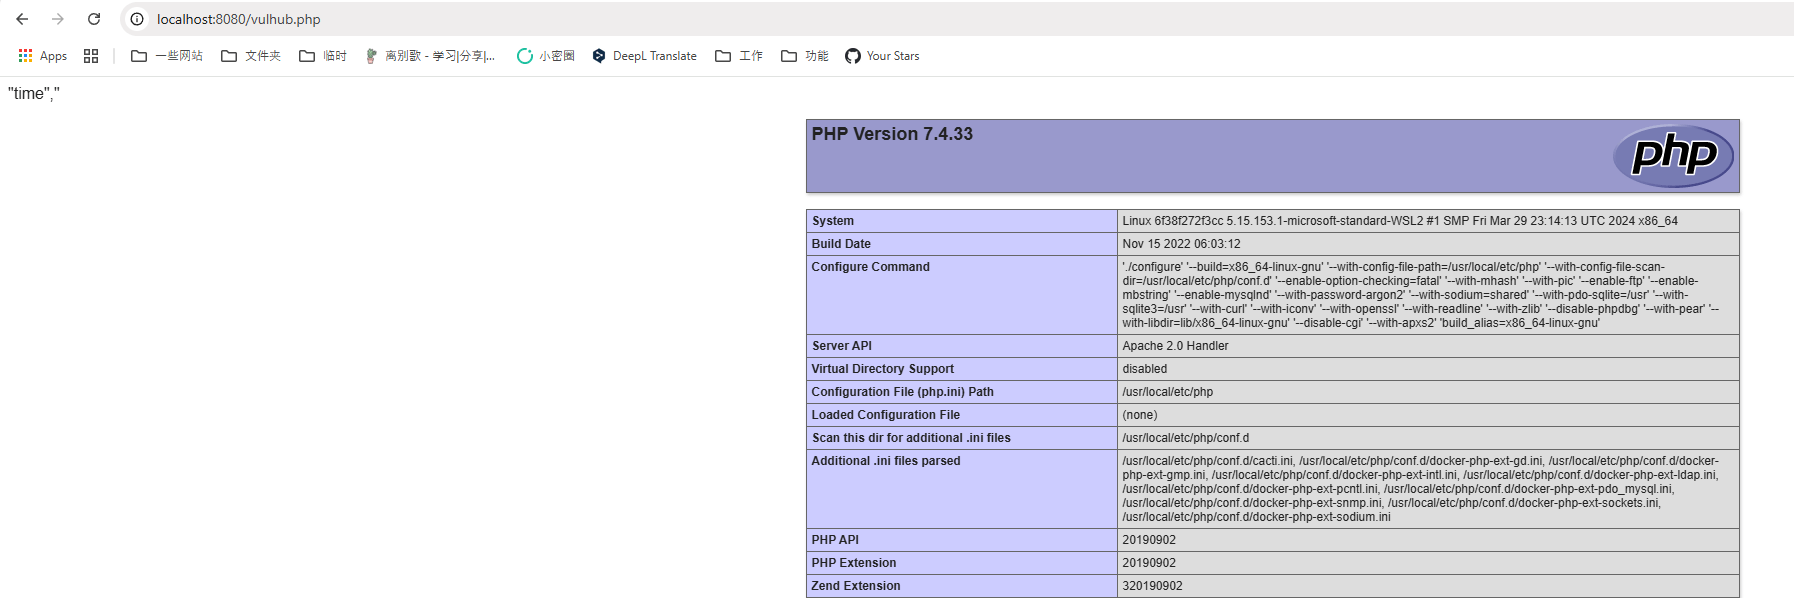 localhost:8080/vulhub.php
Apps 一些网站 文件夹 临时 离别歌 - 学习|分享|... 小密圈 DeepL Translate 工作 功能 Your Stars
"time","
PHP Version 7.4.33
php
System Linux 6f38f272f3cc 5.15.153.1-microsoft-standard-WSL2 #1 SMP Fri Mar 29 23:14:13 UTC 2024 x86_64
Build Date Nov 15 2022 06:03:12
Configure Command './configure' '--build=x86_64-linux-gnu' '--with-config-file-path=/usr/local/etc/php' '--with-config-file-scan-
dir=/usr/local/etc/php/conf.d' '--enable-option-checking=fatal' '--with-mhash' '--with-pic' '--enable-ftp' '--enable-
mbstring' '--enable-mysqlnd' '--with-password-argon2' '--with-sodium=shared' '--with-pdo-sqlite=/usr' '--with-
sqlite3=/usr' '--with-curl' '--with-iconv' '--with-openssl' '--with-readline' '--with-zlib' '--disable-phpdbg' '--with-pear' '--
with-libdir=lib/x86_64-linux-gnu' '--disable-cgi' '--with-apxs2' 'build_alias=x86_64-linux-gnu'
Server API Apache 2.0 Handler
Virtual Directory Support disabled
Configuration File (php.ini) Path /usr/local/etc/php
Loaded Configuration File (none)
Scan this dir for additional .ini files /usr/local/etc/php/conf.d
Additional .ini files parsed /usr/local/etc/php/conf.d/cacti.ini, /usr/local/etc/php/conf.d/docker-php-ext-gd.ini, /usr/local/etc/php/conf.d/docker-
php-ext-gmp.ini, /usr/local/etc/php/conf.d/docker-php-ext-intl.ini, /usr/local/etc/php/conf.d/docker-php-ext-ldap.ini,
/usr/local/etc/php/conf.d/docker-php-ext-pcntl.ini, /usr/local/etc/php/conf.d/docker-php-ext-pdo_mysql.ini,
/usr/local/etc/php/conf.d/docker-php-ext-snmp.ini, /usr/local/etc/php/conf.d/docker-php-ext-sockets.ini,
/usr/local/etc/php/conf.d/docker-php-ext-sodium.ini
PHP API 20190902
PHP Extension 20190902
Zend Extension 320190902